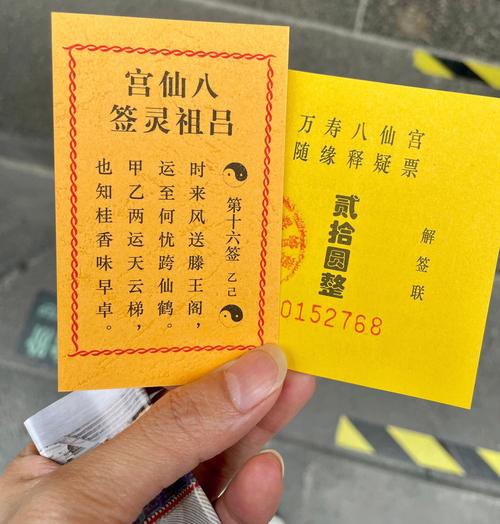 八仙宫
吕祖灵签
第十六签 乙己
时来风送滕王阁，
运至何忧跨仙鹤。
甲乙两运天云梯，
也知桂香味早卓。
万寿八仙宫
随缘释疑票
贰拾圆整
解签联
0152768